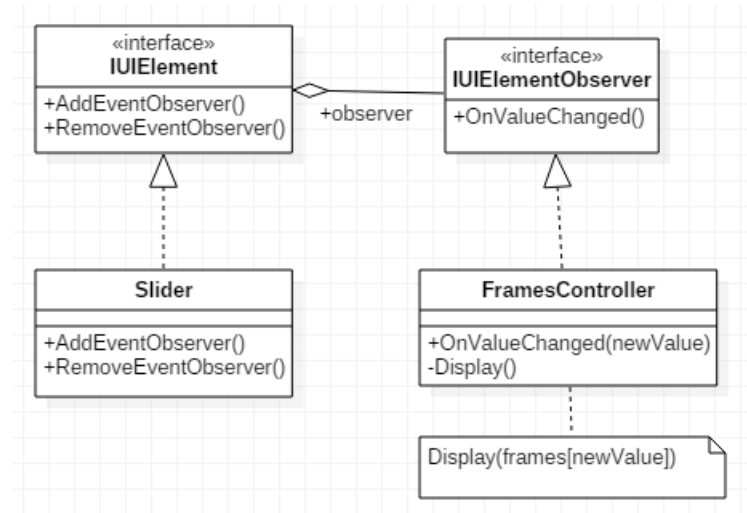 «interface»
IUIElement
+AddEventObserver()
+RemoveEventObserver()
+observer
«interface»
IUIElementObserver
+OnValueChanged()
Slider
+AddEventObserver()
+RemoveEventObserver()
FramesController
+OnValueChanged(newValue)
-Display()
Display(frames[newValue])